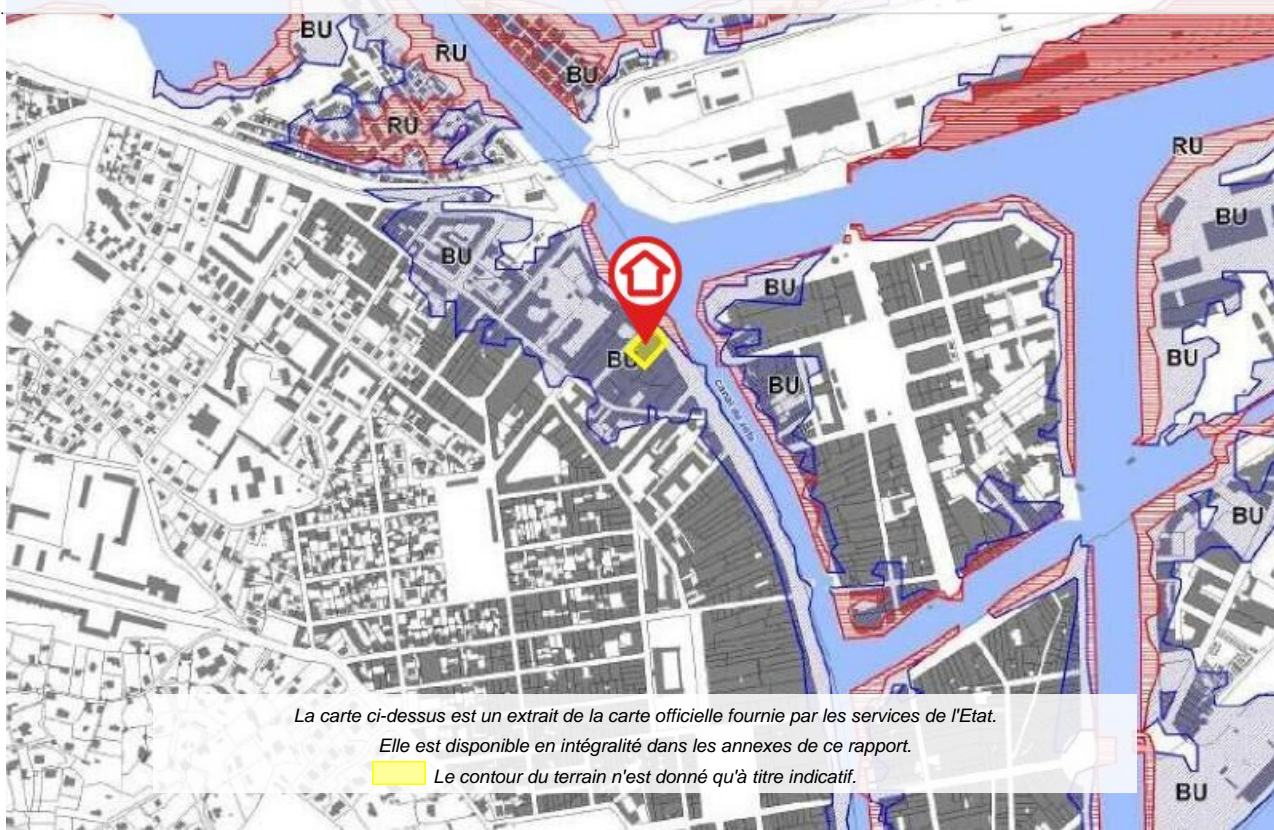 BU
RU
BU
RU
RU
BU
BU
BU
BU
BU
BU
canal du
BU
La carte ci-dessus est un extrait de la carte officielle fournie par les services de l'Etat.
Elle est disponible en intégralité dans les annexes de ce rapport.
Le contour du terrain n'est donné qu'à titre indicatif.
BU